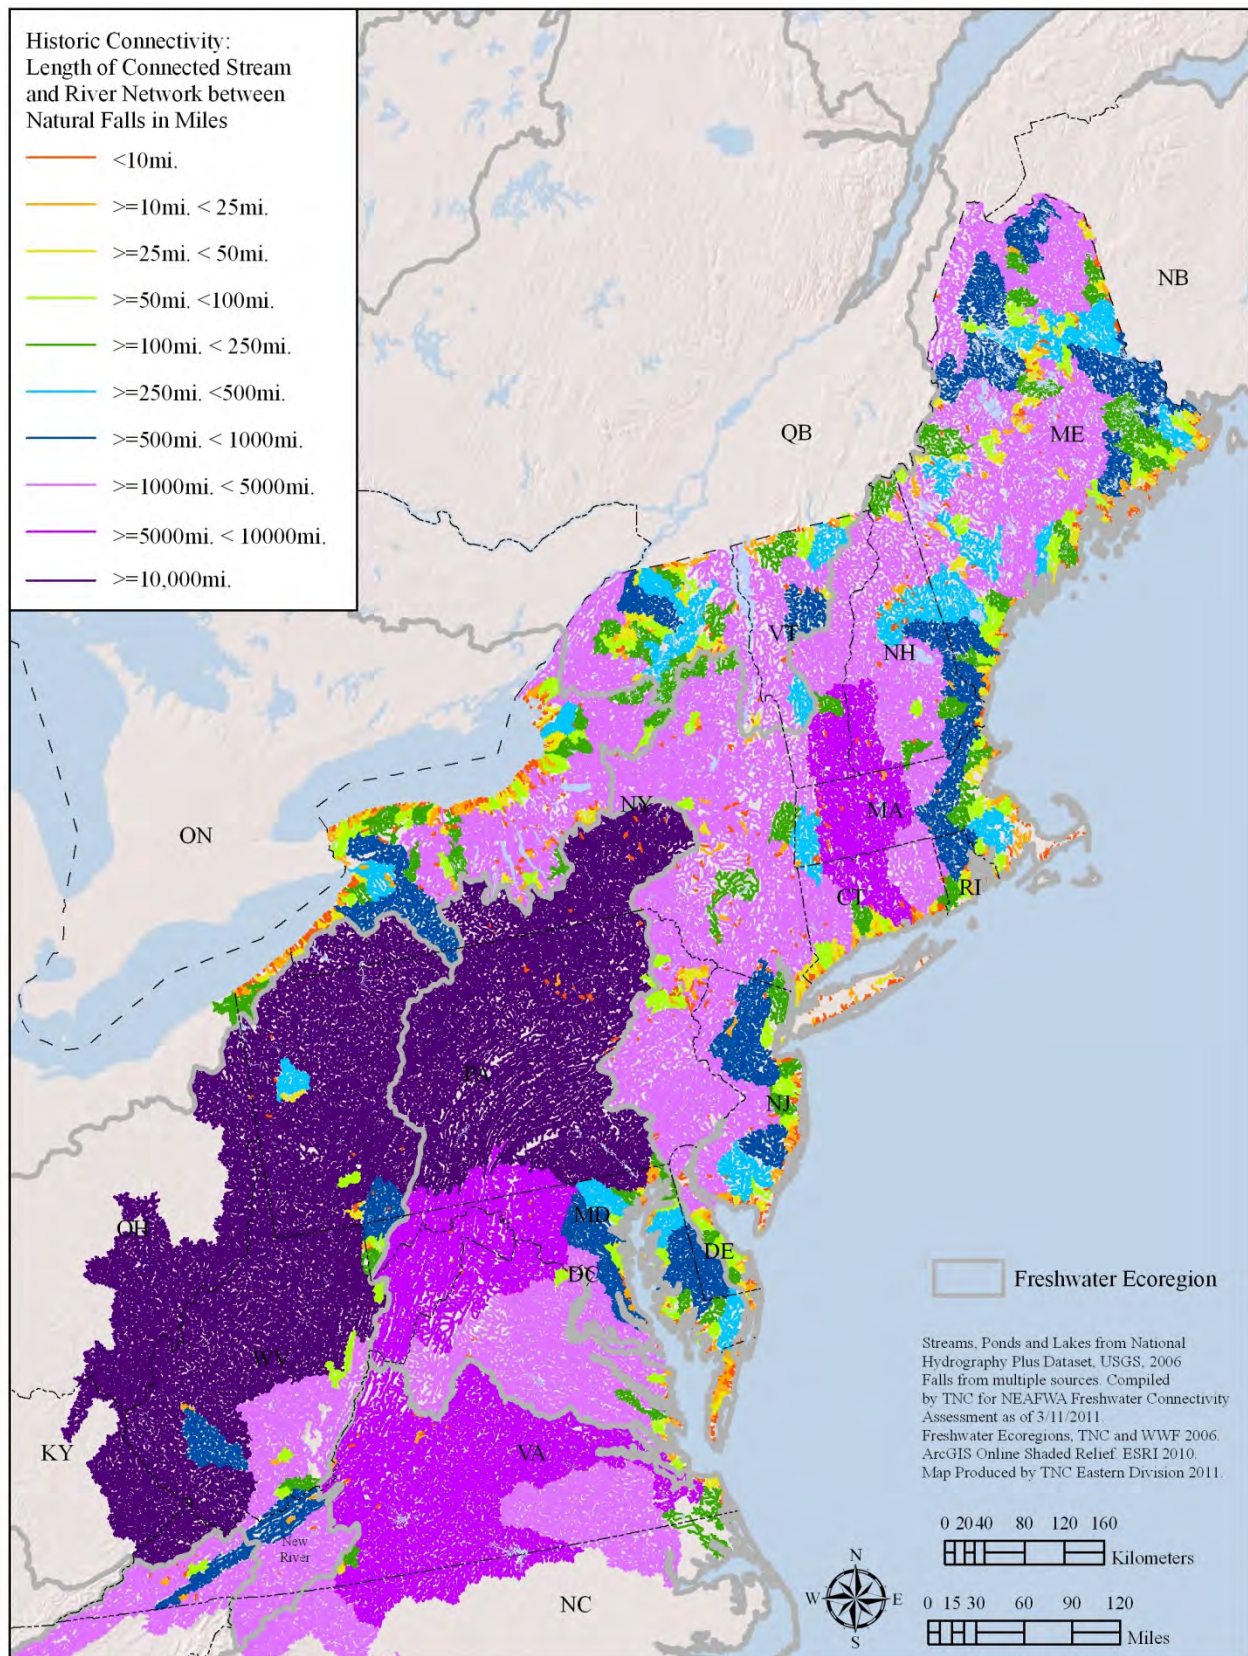 Historic Connectivity:
Length of Connected Stream
and River Network between
Natural Falls in Miles
<10mi.
>=10mi. < 25mi.
>=25mi. < 50mi.
>=50mi. <100mi.
>=100mi. < 250mi.
>=250mi. <500mi.
>=500mi. < 1000mi.
>=1000mi. < 5000mi.
>=5000mi. < 10000mi.
>=10,000mi.
NB
QB
ME
VT
NH
NY
MA
ON
CT
RI
PA
NJ
OH
MD
DE
DC
WV
KY
VA
New
River
NC
Freshwater Ecoregion
Streams, Ponds and Lakes from National
Hydrography Plus Dataset, USGS, 2006
Falls from multiple sources. Compiled
by TNC for NEAFWA Freshwater Connectivity
Assessment as of 3/11/2011.
Freshwater Ecoregions, TNC and WWF 2006.
ArcGIS Online Shaded Relief. ESRI 2010.
Map Produced by TNC Eastern Division 2011.
0 20 40 80 120 160
Kilometers
N
W E
S
0 15 30 60 90 120
Miles